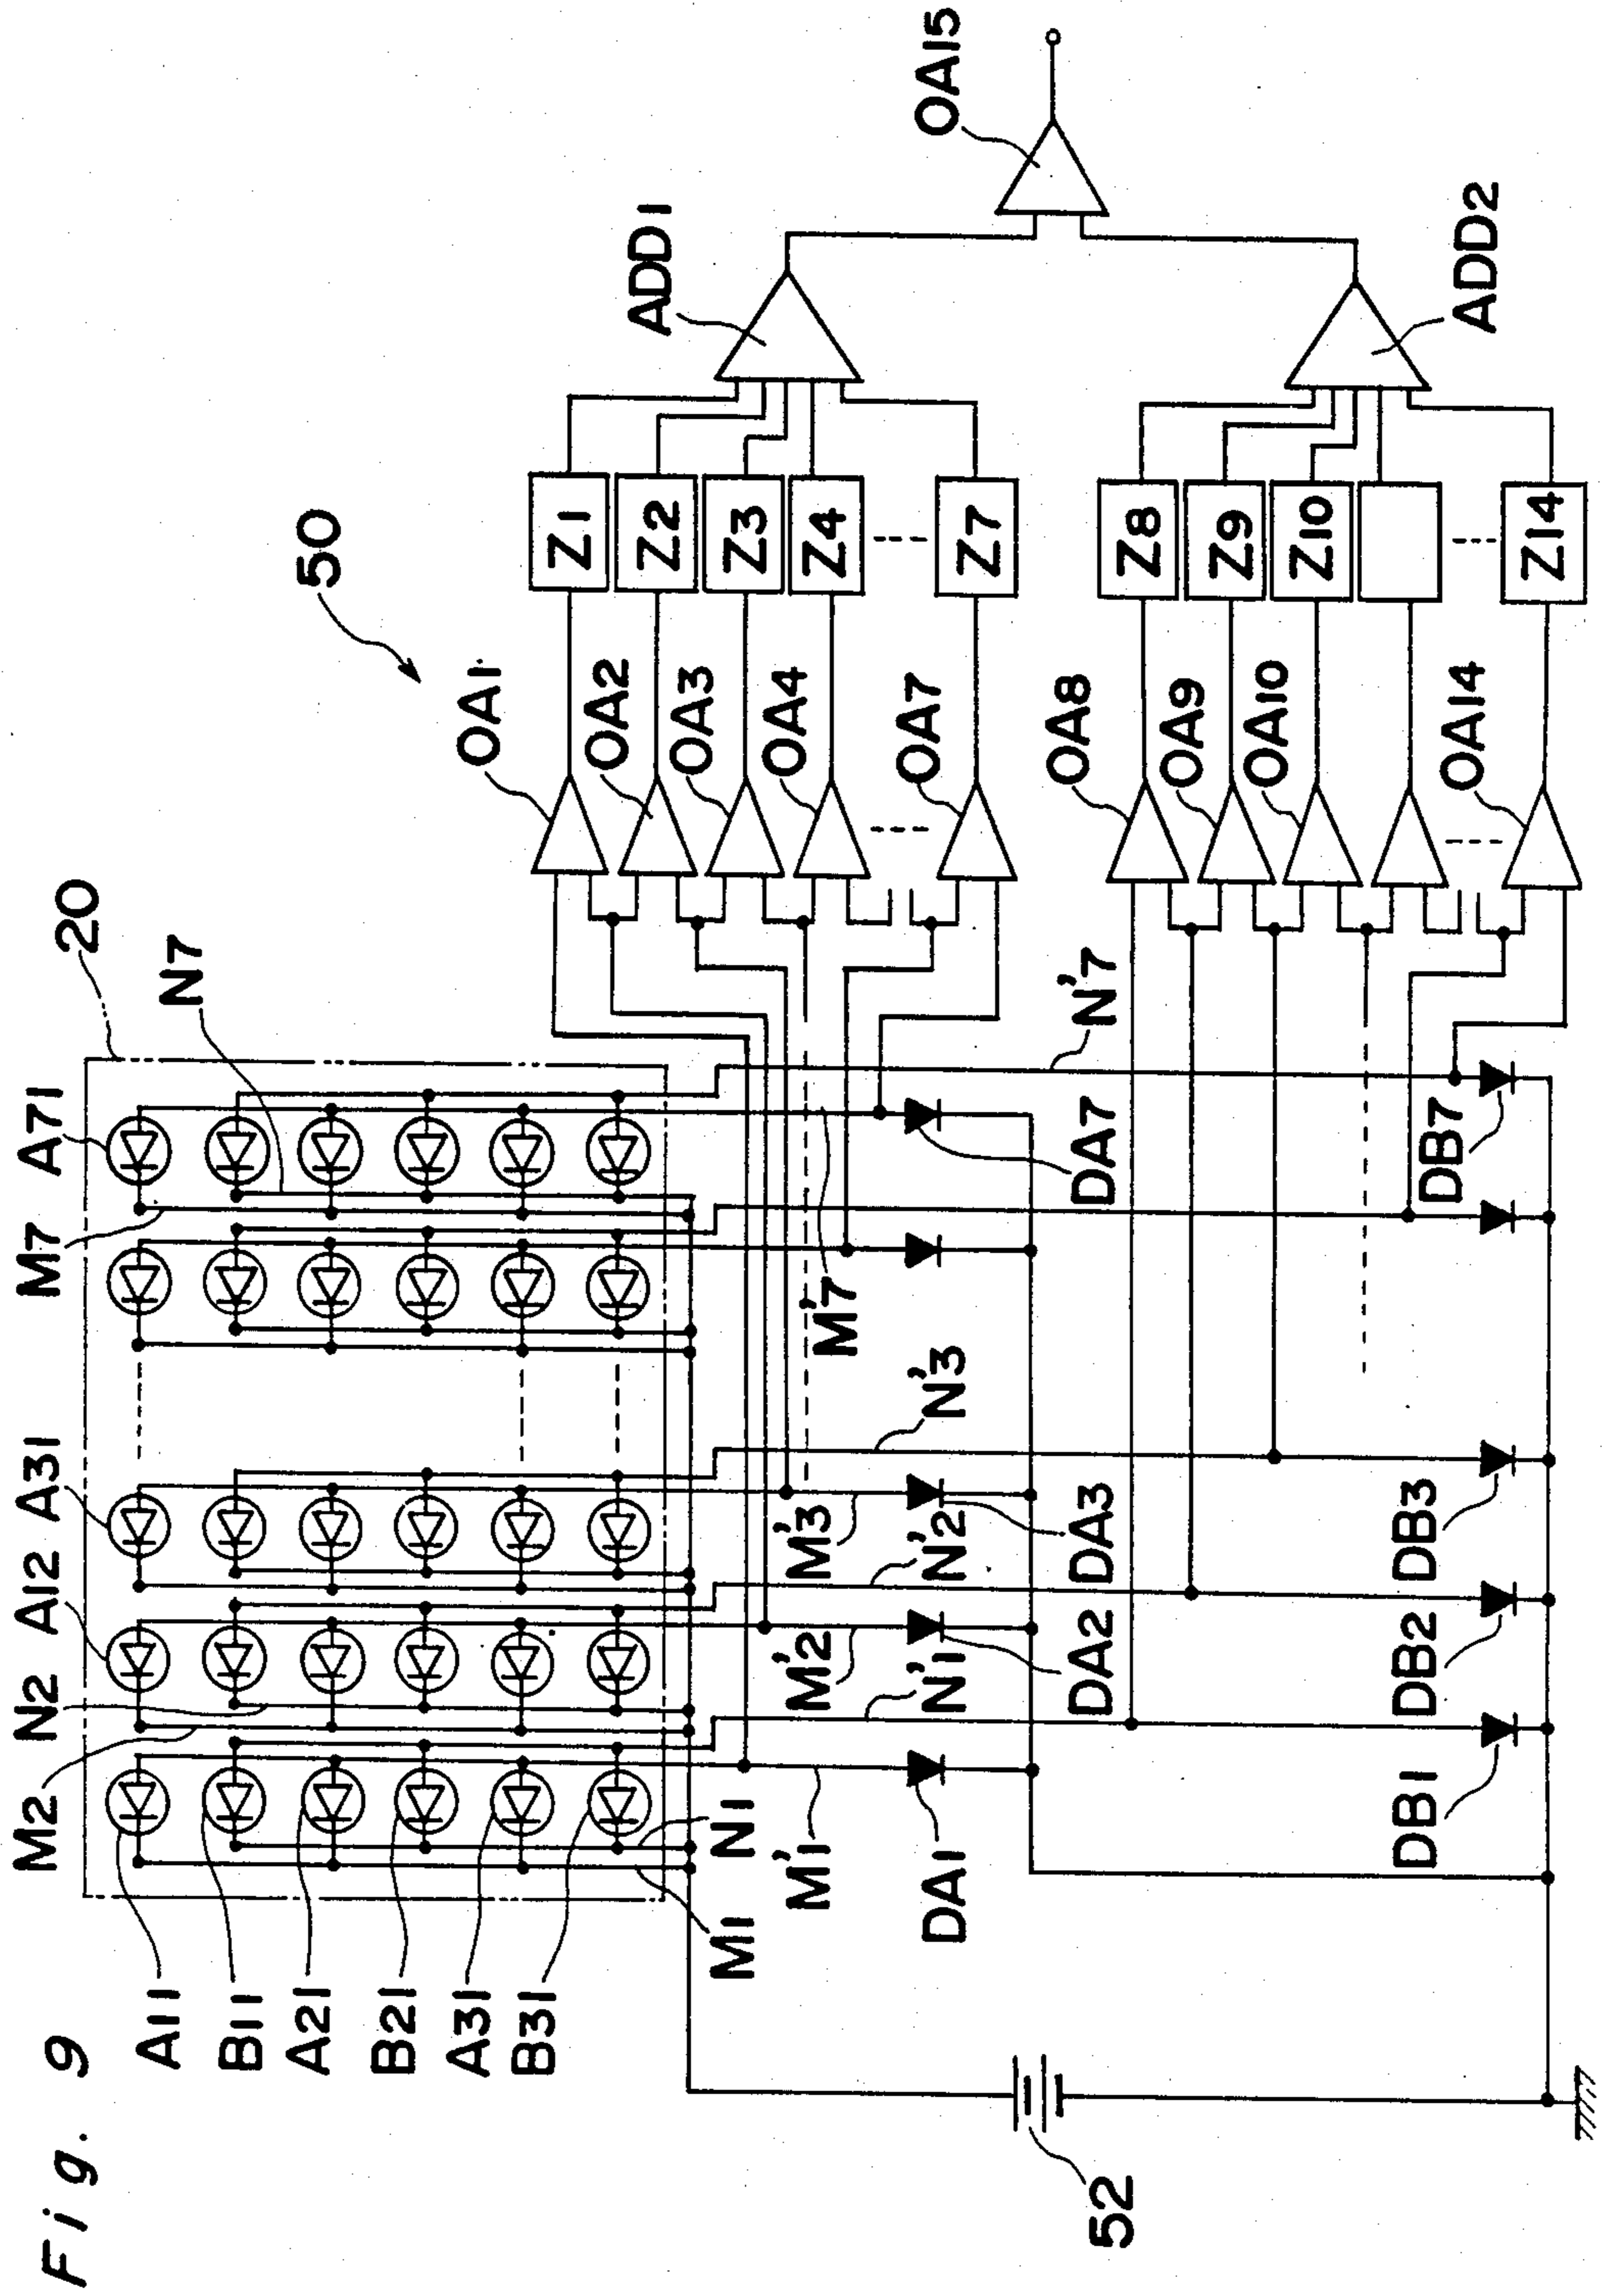 Fig. 9
20
50
A11
B11
A21
B21
A31
B31
M2
N2
A12
A31
M7
A71
N7
M1
N1
M'1
N'1
M'2
N'2
M'3
N'3
M'7
N'7
DA1
DA2
DA3
DA7
DB1
DB2
DB3
DB7
52
OA1
OA2
OA3
OA4
OA7
OA8
OA9
OA10
OA14
Z1
Z2
Z3
Z4
Z7
Z8
Z9
Z10
Z14
ADD1
ADD2
OA15